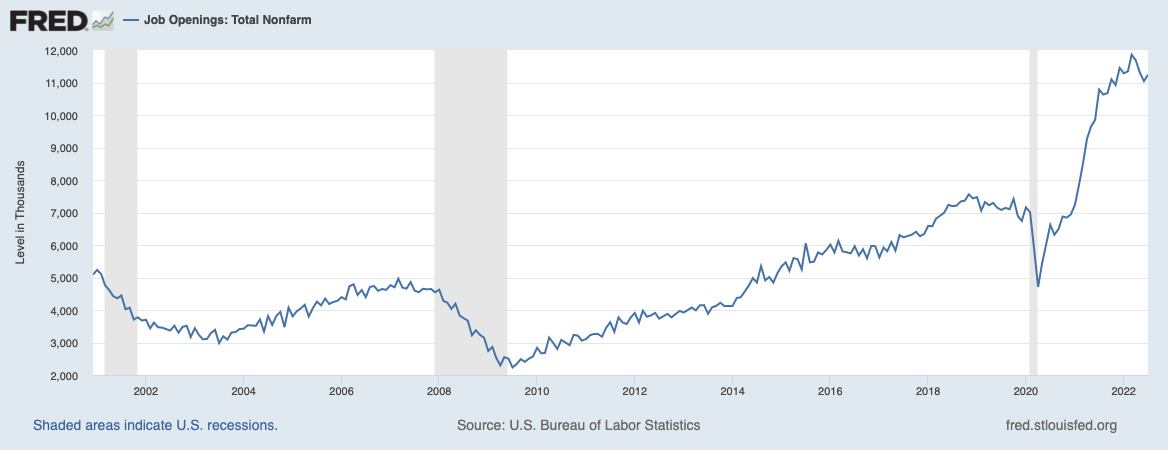 FRED
Job Openings: Total Nonfarm
Level in Thousands
12,000
11,000
10,000
9,000
8,000
7,000
6,000
5,000
4,000
3,000
2,000
2002 2004 2006 2008 2010 2012 2014 2016 2018 2020 2022
Shaded areas indicate U.S. recessions. Source: U.S. Bureau of Labor Statistics fred.stlouisfed.org